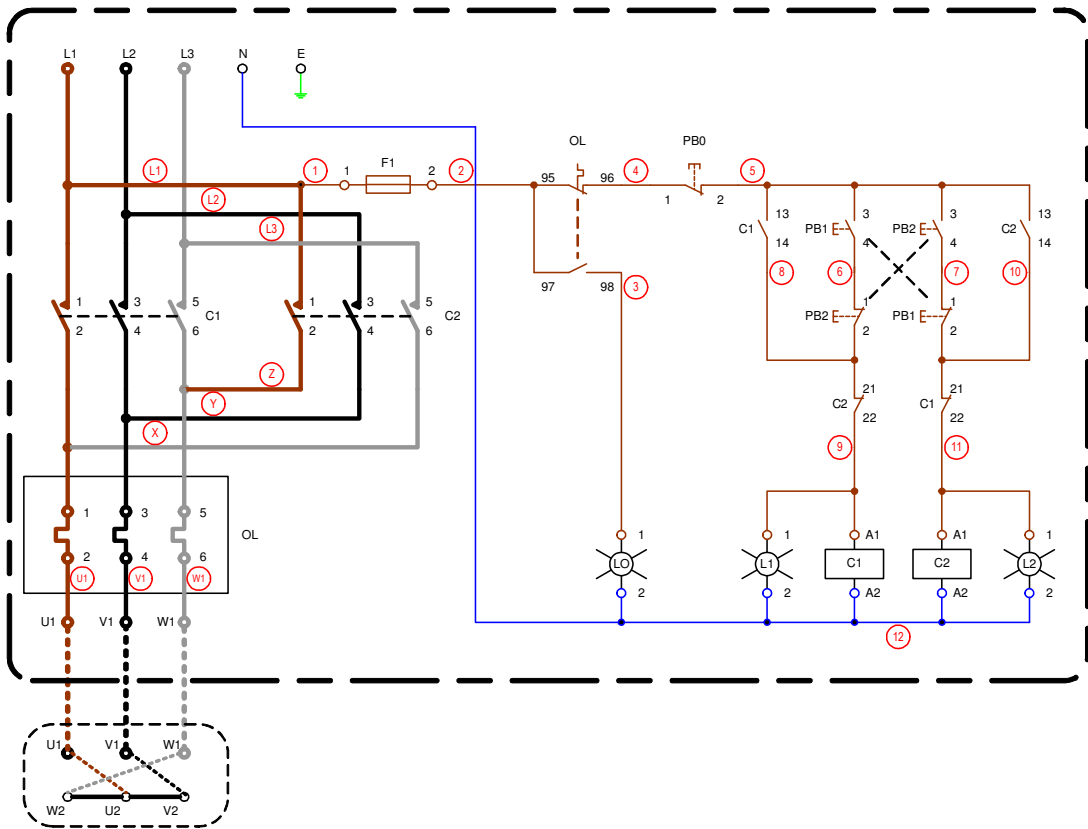 L1 L2 L3 N E
OL PB0
L1 1 1 F1 2 2 95 96 4 5
L2 1 2
L3 C1 13 14 PB1 3 4 PB2 3 4 C2 13 14
97 98 3 8 6 7 10
1 3 5 C1 1 3 5 C2
2 4 6 2 4 6
PB2 1 2 PB1 1 2
Z
Y
X
C2 21 22 C1 21 22
9 11
1 3 5 OL
2 4 6
U1 V1 W1
1 1 A1 A1 1
LO L1 C1 C2 L2
2 2 A2 A2 2
U1 V1 W1
12
U1 V1 W1
W2 U2 V2